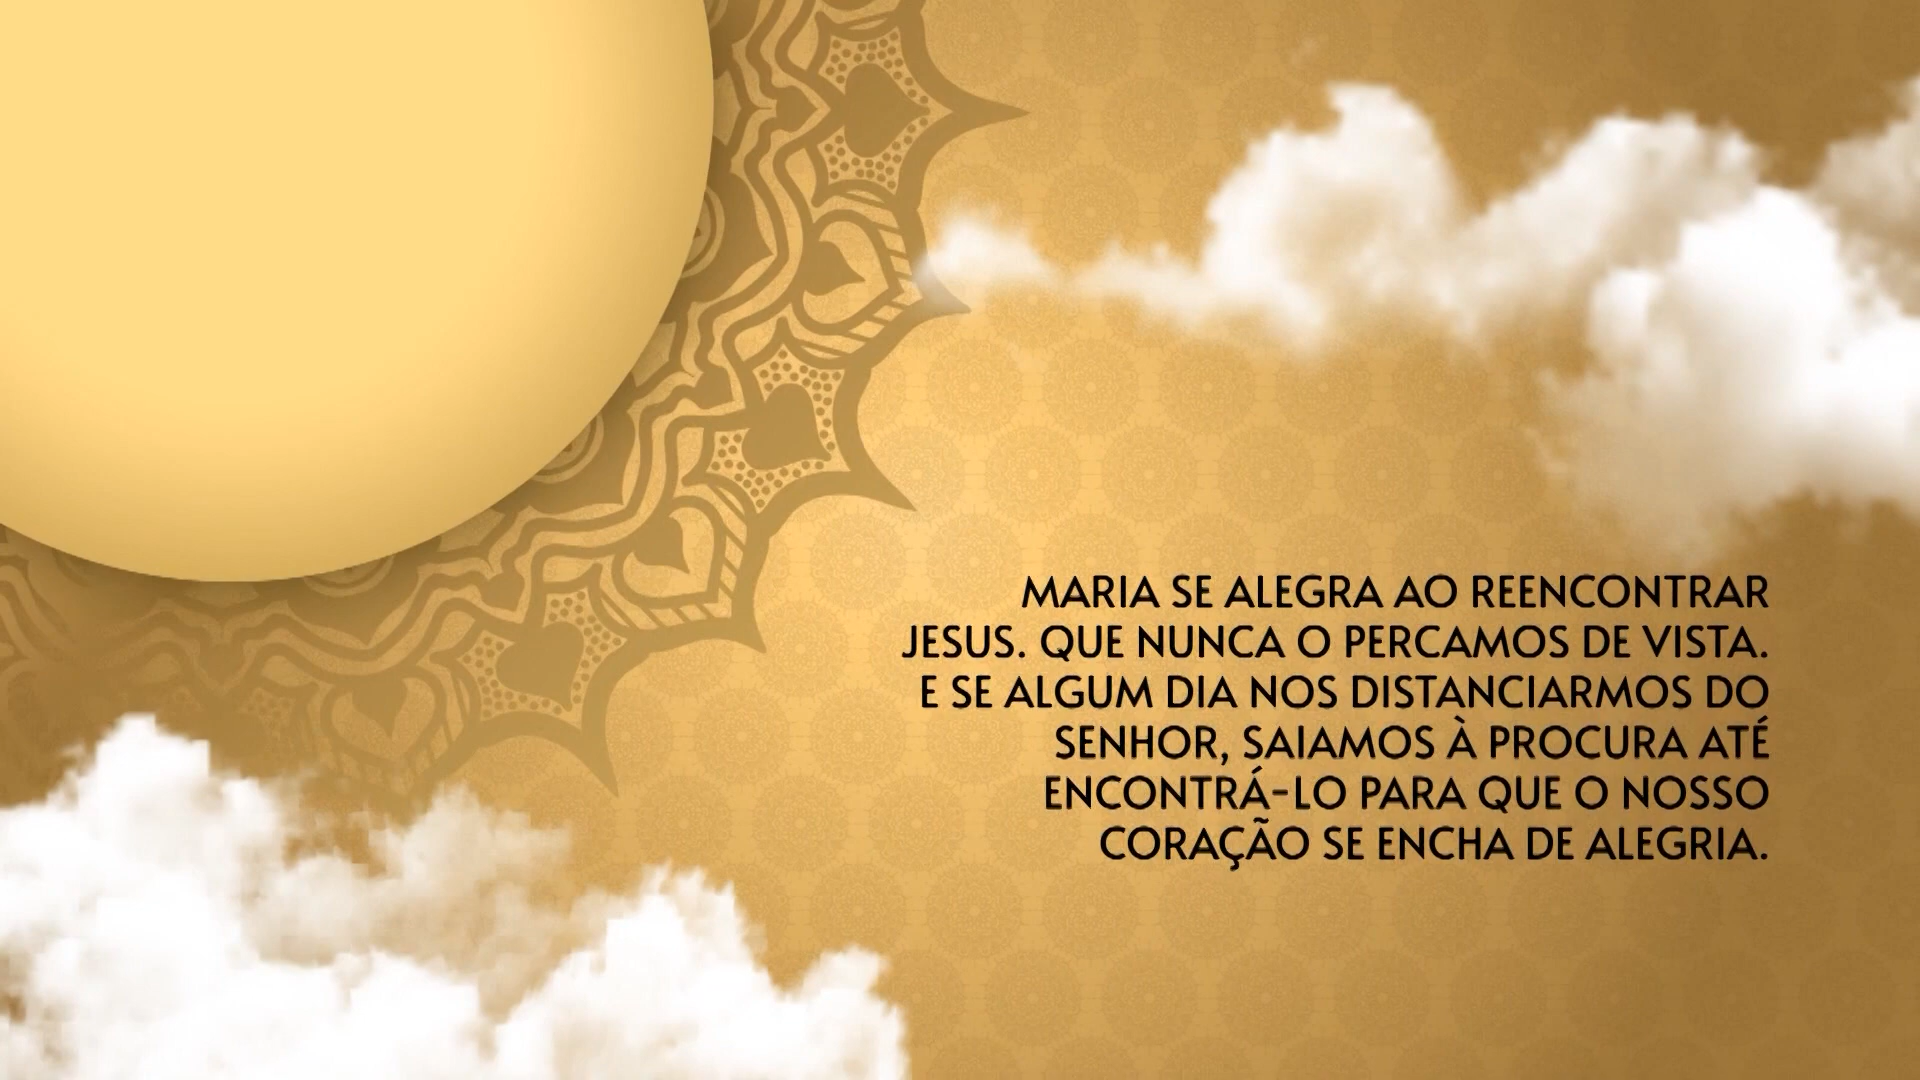 MARIA SE ALEGRA AO REENCONTRAR
JESUS. QUE NUNCA O PERCAMOS DE VISTA.
E SE ALGUM DIA NOS DISTANCIARMOS DO
SENHOR, SAIAMOS À PROCURA ATÉ
ENCONTRÁ-LO PARA QUE O NOSSO
CORAÇÃO SE ENCHA DE ALEGRIA.